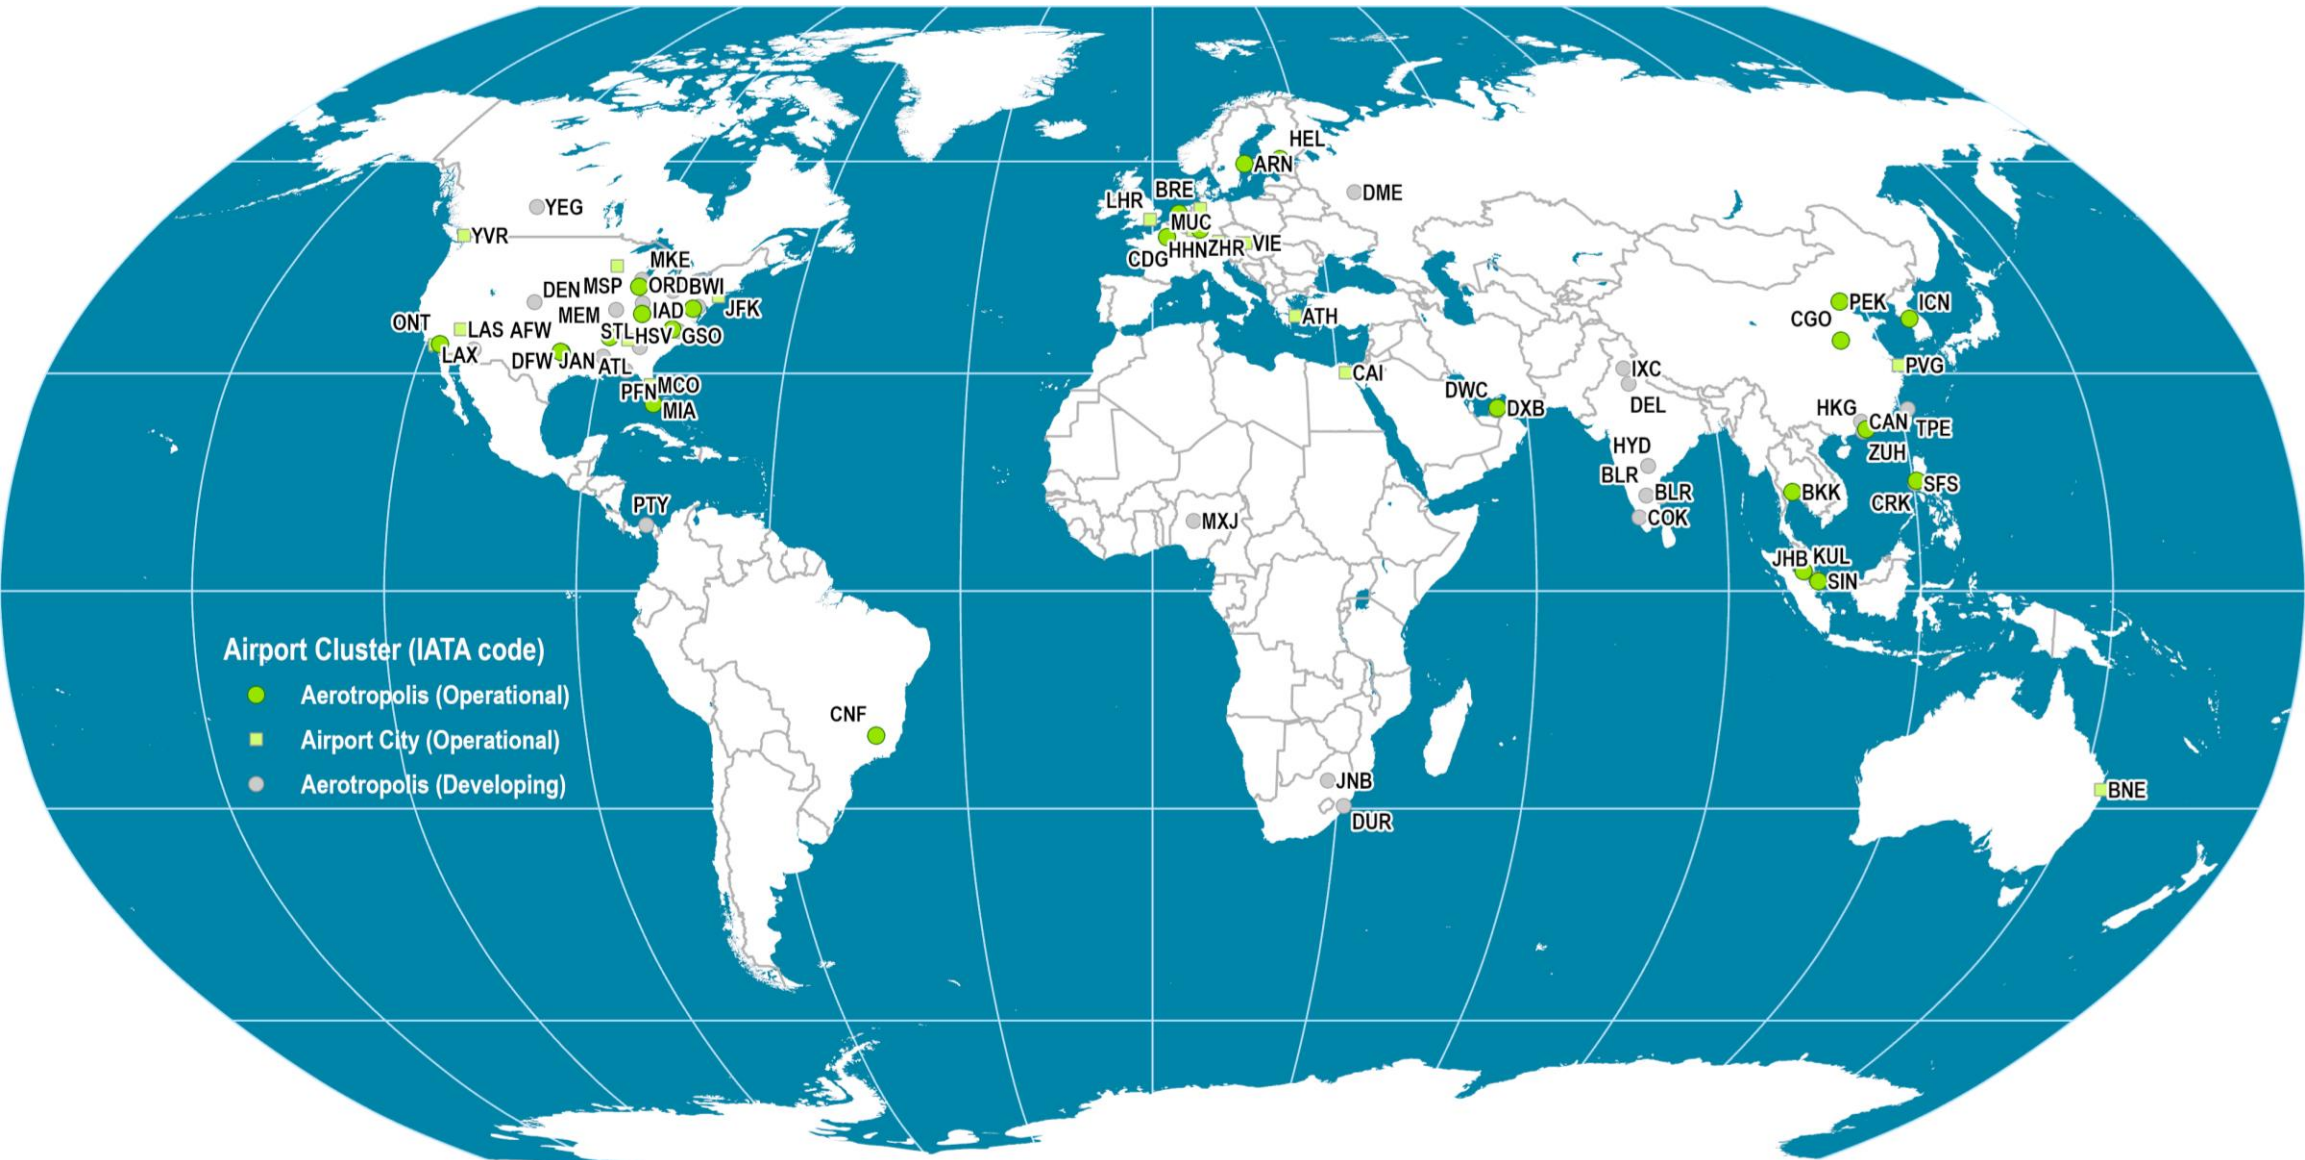 HEL
ARN
DME
BRE
LHR
MUC
VIE
HHN
ZHR
CDG
YEG
YVR
MKE
DEN
MSP
ORD
BWI
IAD
JFK
MEM
ONT
LAS
AFW
STL
HSV
GSO
LAX
DFW
JAN
ATL
PFN
MCO
MIA
ATH
CAI
PEK
ICN
CGO
PVG
IXC
DEL
DWC
DXB
HKG
CAN
TPE
ZUH
HYD
BLR
BLR
COK
BKK
SFS
CRK
PTY
MXJ
JHB
KUL
SIN
CNF
JNB
DUR
BNE
Airport Cluster (IATA code)
Aerotropolis (Operational)
Airport City (Operational)
Aerotropolis (Developing)